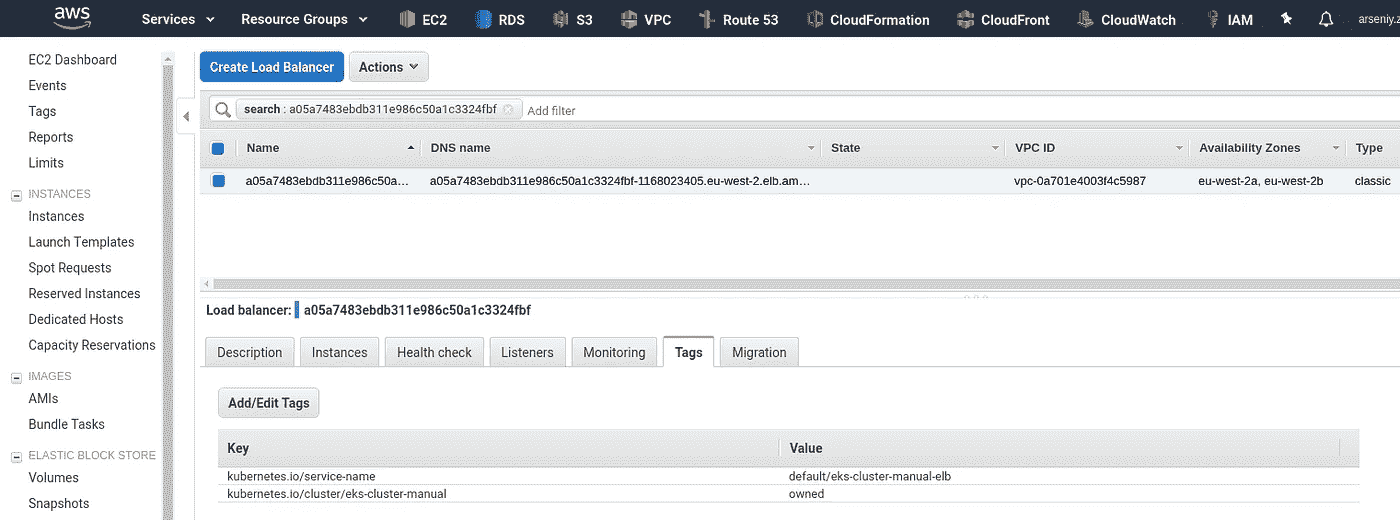 aws Services Resource Groups EC2 RDS S3 VPC Route 53 CloudFormation CloudFront CloudWatch IAM arseniy.z
EC2 Dashboard
Events
Tags
Reports
Limits
INSTANCES
Instances
Launch Templates
Spot Requests
Reserved Instances
Dedicated Hosts
Capacity Reservations
IMAGES
AMIs
Bundle Tasks
ELASTIC BLOCK STORE
Volumes
Snapshots
Create Load Balancer Actions
search : a05a7483ebdb311e986c50a1c3324fbf Add filter
Name DNS name State VPC ID Availability Zones Type
a05a7483ebdb311e986c50a... a05a7483ebdb311e986c50a1c3324fbf-1168023405.eu-west-2.elb.am... vpc-0a701e4003f4c5987 eu-west-2a, eu-west-2b classic
Load balancer: a05a7483ebdb311e986c50a1c3324fbf
Description Instances Health check Listeners Monitoring Tags Migration
Add/Edit Tags
Key Value
kubernetes.io/service-name default/eks-cluster-manual-elb
kubernetes.io/cluster/eks-cluster-manual owned